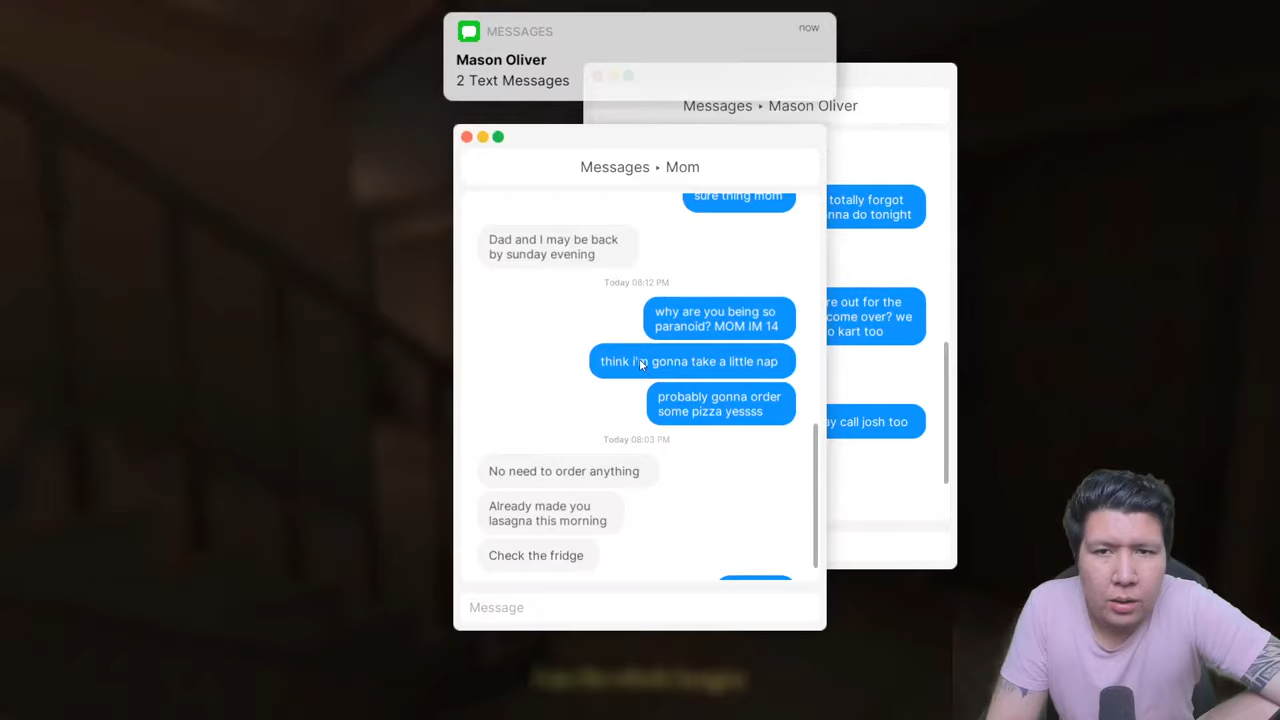 MESSAGES
now
Mason Oliver
2 Text Messages
Messages ‣ Mason Oliver
Messages ‣ Mom
sure thing mom
totally forgot
nna do tonight
Dad and I may be back
by sunday evening
Today 08:12 PM
why are you being so
paranoid? MOM IM 14
re out for the
come over? we
o kart too
think i'm gonna take a little nap
probably gonna order
some pizza yessss
ay call josh too
Today 08:03 PM
No need to order anything
Already made you
lasagna this morning
Check the fridge
Message